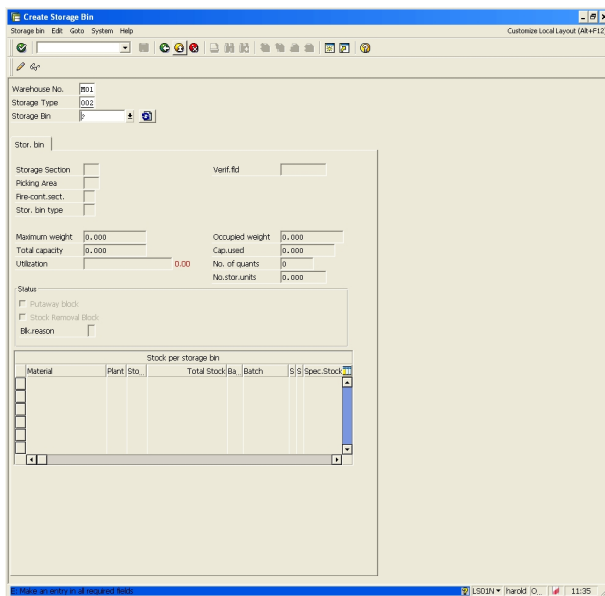 Create Storage Bin
Storage bin Edit Goto System Help Customize Local Layout (Alt+F12)
Warehouse No. M01
Storage Type 002
Storage Bin ?
Stor. bin
Storage Section Verif.fld
Picking Area
Fire-cont.sect.
Stor. bin type
Maximum weight 0.000 Occupied weight 0.000
Total capacity 0.000 Cap.used 0.000
Utilization 0.00 No. of quants 0
No.stor.units 0.000
Status
Putaway block
Stock Removal Block
Blk.reason
Stock per storage bin
Material Plant Sto... Total Stock Ba... Batch S S Spec.Stock
E: Make an entry in all required fields LS01N harold O... 11:35